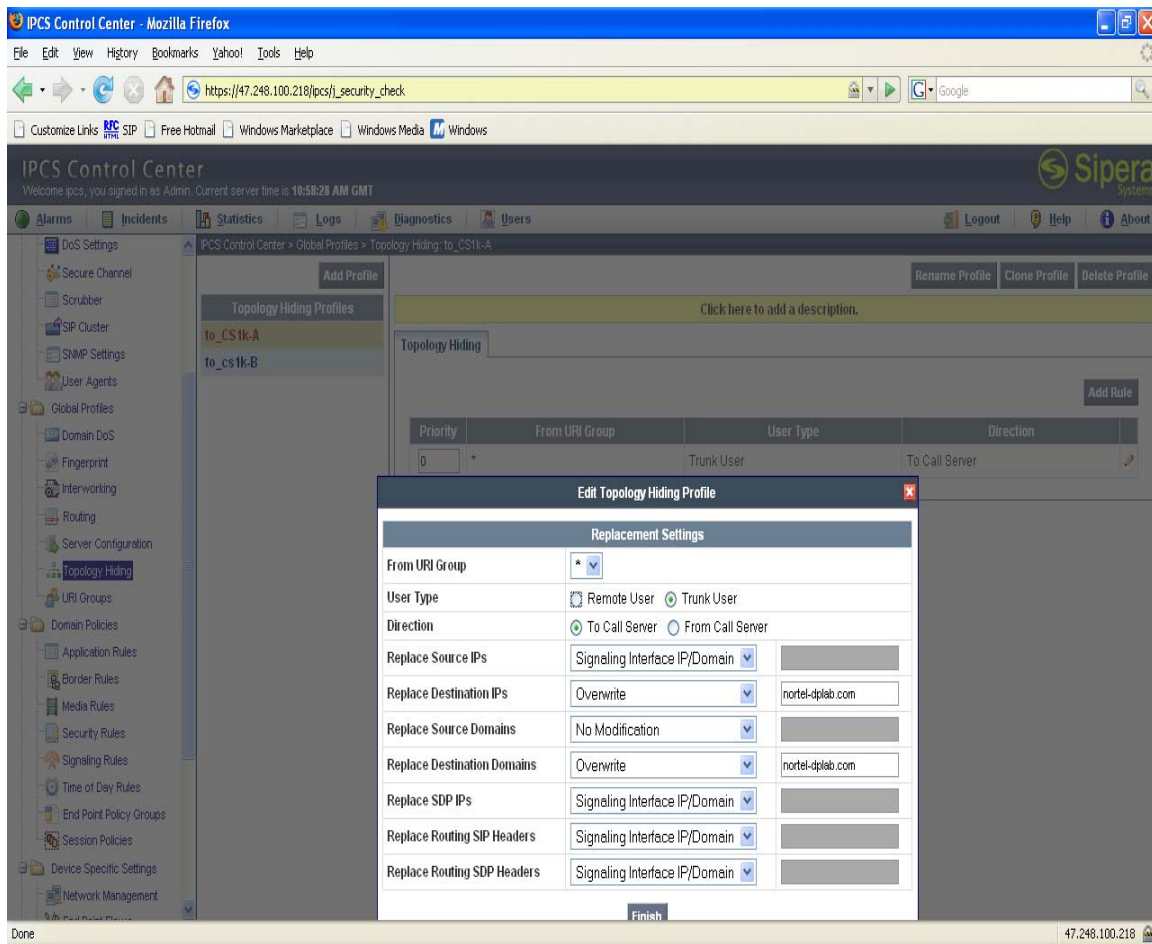 IPCS Control Center - Mozilla Firefox
File Edit View History Bookmarks Yahoo! Tools Help
https://47.248.100.218/ipcs/j_security_check
G Google
Customize Links RFC HTML SIP Free Hotmail Windows Marketplace Windows Media Windows
IPCS Control Center
Welcome ipcs, you signed in as Admin. Current server time is 10:58:28 AM GMT
Sipera
Systems
Alarms Incidents Statistics Logs Diagnostics Users Logout Help About
DoS Settings
Secure Channel
Scrubber
SIP Cluster
SNMP Settings
User Agents
Global Profiles
Domain DoS
Fingerprint
Interworking
Routing
Server Configuration
Topology Hiding
URI Groups
Domain Policies
Application Rules
Border Rules
Media Rules
Security Rules
Signaling Rules
Time of Day Rules
End Point Policy Groups
Session Policies
Device Specific Settings
Network Management
End Point Flows
IPCS Control Center > Global Profiles > Topology Hiding: to_CS1k-A
Add Profile
Topology Hiding Profiles
to_CS1k-A
to_cs1k-B
Rename Profile Clone Profile Delete Profile
Click here to add a description.
Topology Hiding
Add Rule
Priority From URI Group User Type Direction
0 * Trunk User To Call Server
Edit Topology Hiding Profile
Replacement Settings
From URI Group *
User Type Remote User Trunk User
Direction To Call Server From Call Server
Replace Source IPs Signaling Interface IP/Domain
Replace Destination IPs Overwrite nortel-dplab.com
Replace Source Domains No Modification
Replace Destination Domains Overwrite nortel-dplab.com
Replace SDP IPs Signaling Interface IP/Domain
Replace Routing SIP Headers Signaling Interface IP/Domain
Replace Routing SDP Headers Signaling Interface IP/Domain
Finish
Done 47.248.100.218